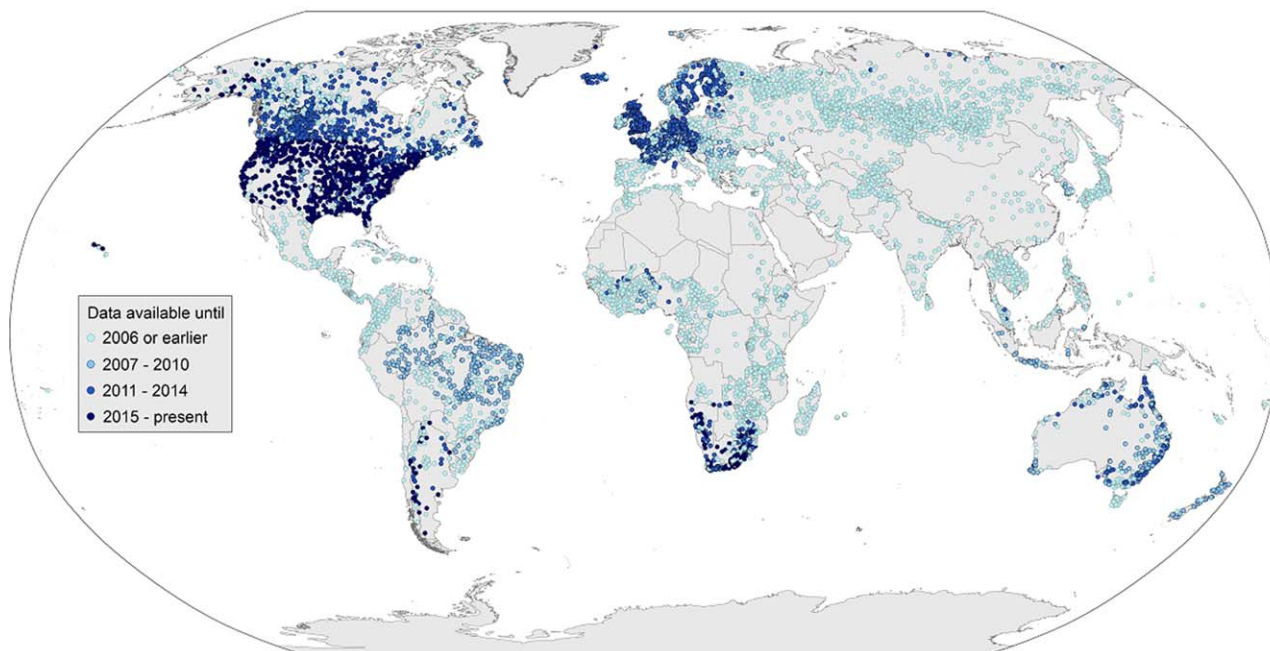 Data available until
2006 or earlier
2007 - 2010
2011 - 2014
2015 - present